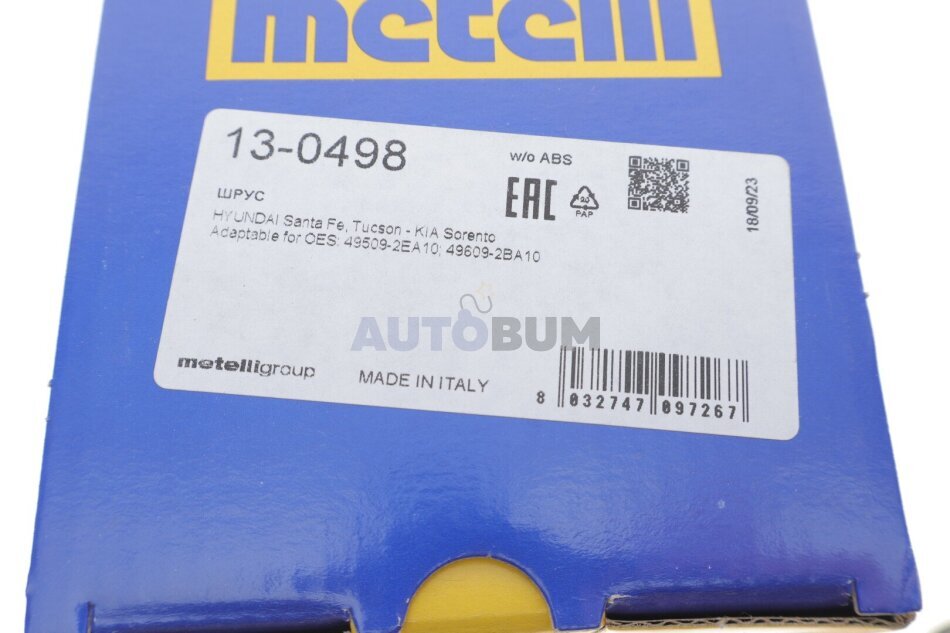 metelli
13-0498
w/o ABS
EAC
PAP
18/09/23
ШРУС
HYUNDAI Santa Fe, Tucson - KIA Sorento
Adaptable for OES: 49509-2EA10; 49609-2BA10
AUTOBUM
metelligroup
MADE IN ITALY
8 032747 097267